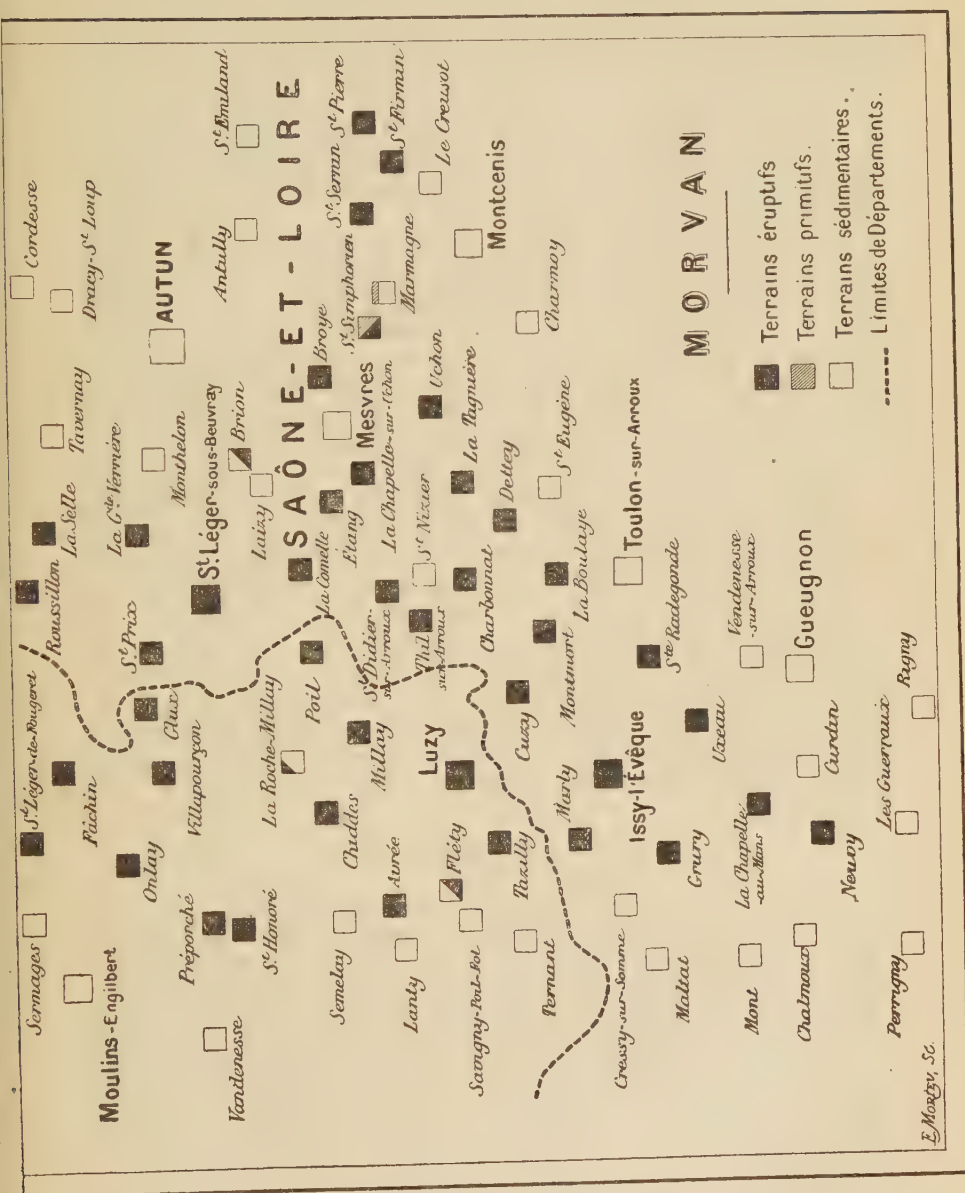 Cordesse
Dracy-St Loup
Tavernay
La Selle
Roussillon
St Léger-de-Fougeret
Sermages
Moulins-Engilbert
Fâchin
Onlay
Glux
St Prix
La Gde Verrière
Monthelon
AUTUN
St Emiland
Antully
St Léger-sous-Beuvray
Brion
Laizy
Villapourçon
Préporché
St Honoré
Vandenesse
La Roche-Millay
Poil
La Comelle
SAÔNE-ET-LOIRE
Etang
Mesvres
Broye
St Symphorien
St Sernin
St Pierre
St Firmin
Le Creusot
Marmagne
Montcenis
La Chapelle-sur-Uchon
Uchon
St Nizier
St Didier-
sur-Arroux
Thil
sur Arroux
Millay
Chiddes
Semelay
Avrée
Lanty
Luzy
Fléty
Savigny-Poil-Fol
Tazilly
Ternant
Cuzy
Charbonnat
La Tagnière
Dettey
St Eugène
Charmoy
La Boulaye
Montmort
Marly
Issy-l'Évêque
Toulon-sur-Arroux
Ste Radegonde
Cressy-sur-Somme
Maltat
Grury
Uxeau
Vendenesse
-sur-Arroux
Mont
La Chapelle
-au-Mans
Gueugnon
Curdin
Chalmoux
Neuvy
Les Guerraux
Rigny
Perrigny
MORVAN
Terrains éruptifs
Terrains primitifs.
Terrains sédimentaires..
Limites de Départements.
E. Mortev, Sc.